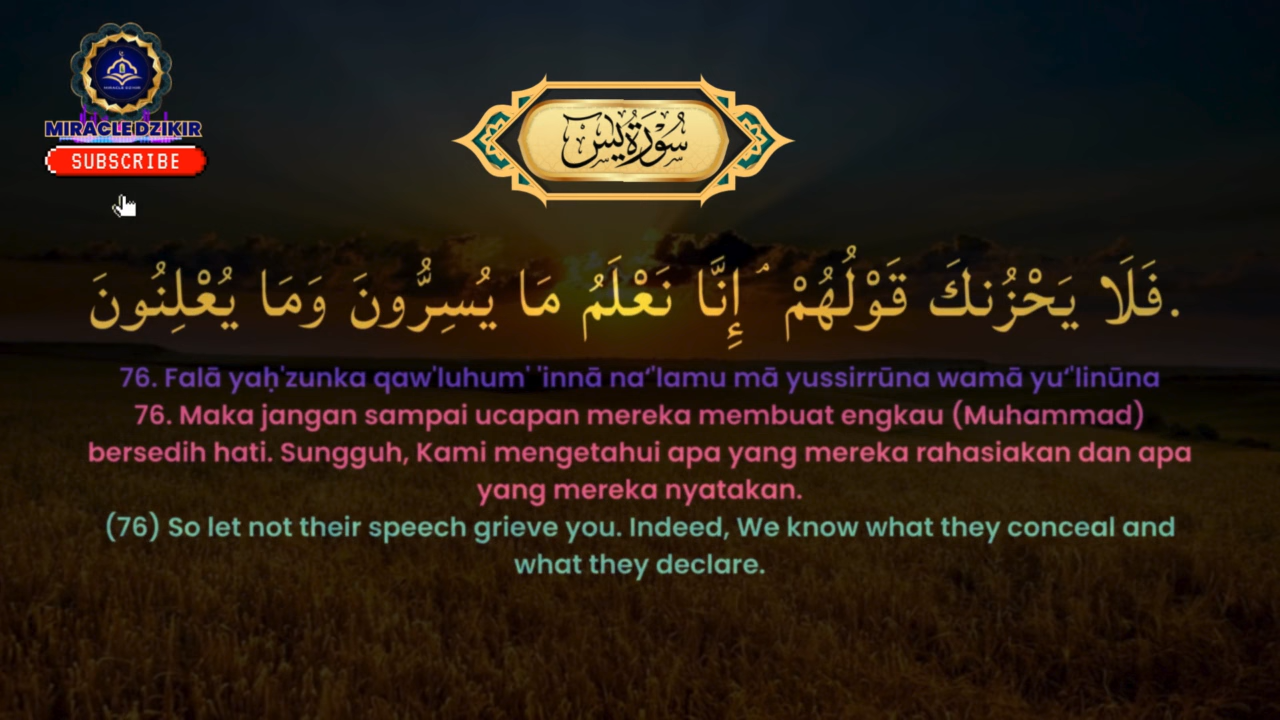 MIRACLE DZIKIR
SUBSCRIBE
سُوْرَةُ يٰسٓ
فَلَا يَحْزُنكَ قَوْلُهُمْ ۘ إِنَّا نَعْلَمُ مَا يُسِرُّونَ وَمَا يُعْلِنُونَ.
76. Falā yaḥ'zunka qaw'luhum' 'innā na‘'lamu mā yussirrūna wamā yu‘'linūna
76. Maka jangan sampai ucapan mereka membuat engkau (Muhammad)
bersedih hati. Sungguh, Kami mengetahui apa yang mereka rahasiakan dan apa
yang mereka nyatakan.
(76) So let not their speech grieve you. Indeed, We know what they conceal and
what they declare.